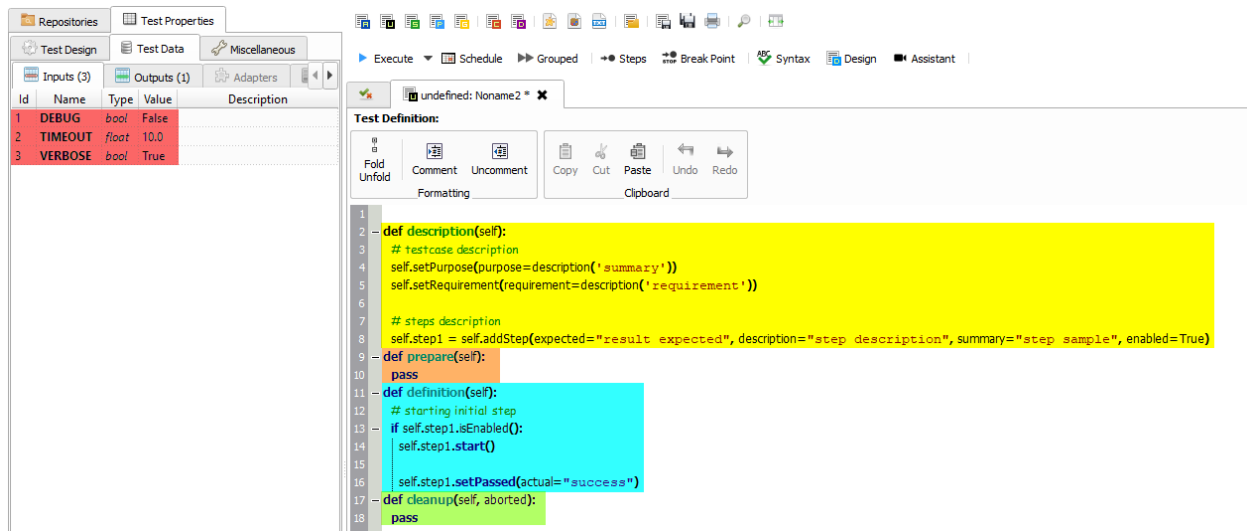 Repositories
Test Properties
Test Design
Test Data
Miscellaneous
Inputs (3)
Outputs (1)
Adapters
Id Name Type Value Description
1 DEBUG bool False
2 TIMEOUT float 10.0
3 VERBOSE bool True
Execute Schedule Grouped Steps Break Point Syntax Design Assistant
undefined: Noname2 *
Test Definition:
Fold
Unfold
Comment Uncomment
Copy Cut Paste Undo Redo
Formatting
Clipboard
1
2 def description(self):
3 # testcase description
4 self.setPurpose(purpose=description('summary'))
5 self.setRequirement(requirement=description('requirement'))
6
7 # steps description
8 self.step1 = self.addStep(expected="result expected", description="step description", summary="step sample", enabled=True)
9 def prepare(self):
10 pass
11 def definition(self):
12 # starting initial step
13 if self.step1.isEnabled():
14 self.step1.start()
15
16 self.step1.setPassed(actual="success")
17 def cleanup(self, aborted):
18 pass